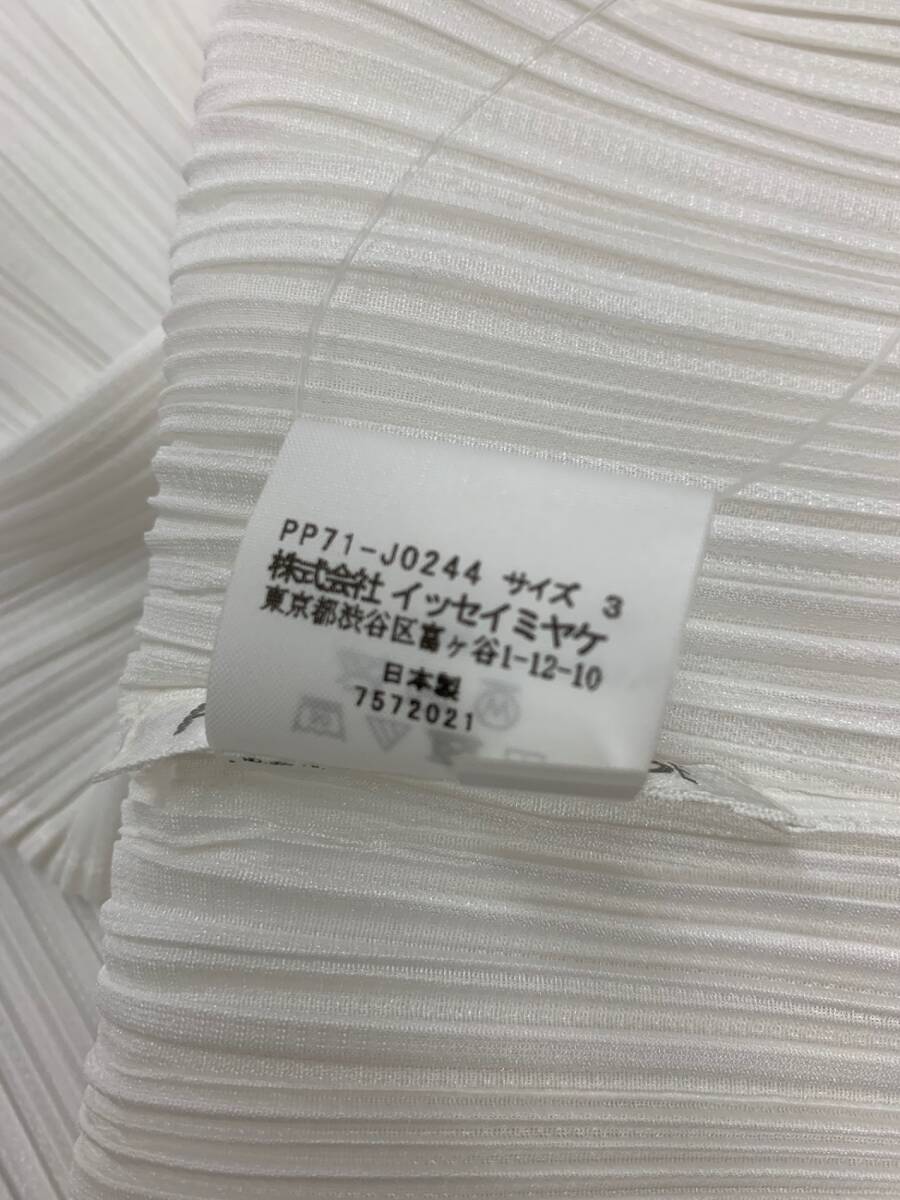 PP71-J0244 サイズ 3
株式会社 イッセイミヤケ
東京都渋谷区富ヶ谷1-12-10
日本製
7572021